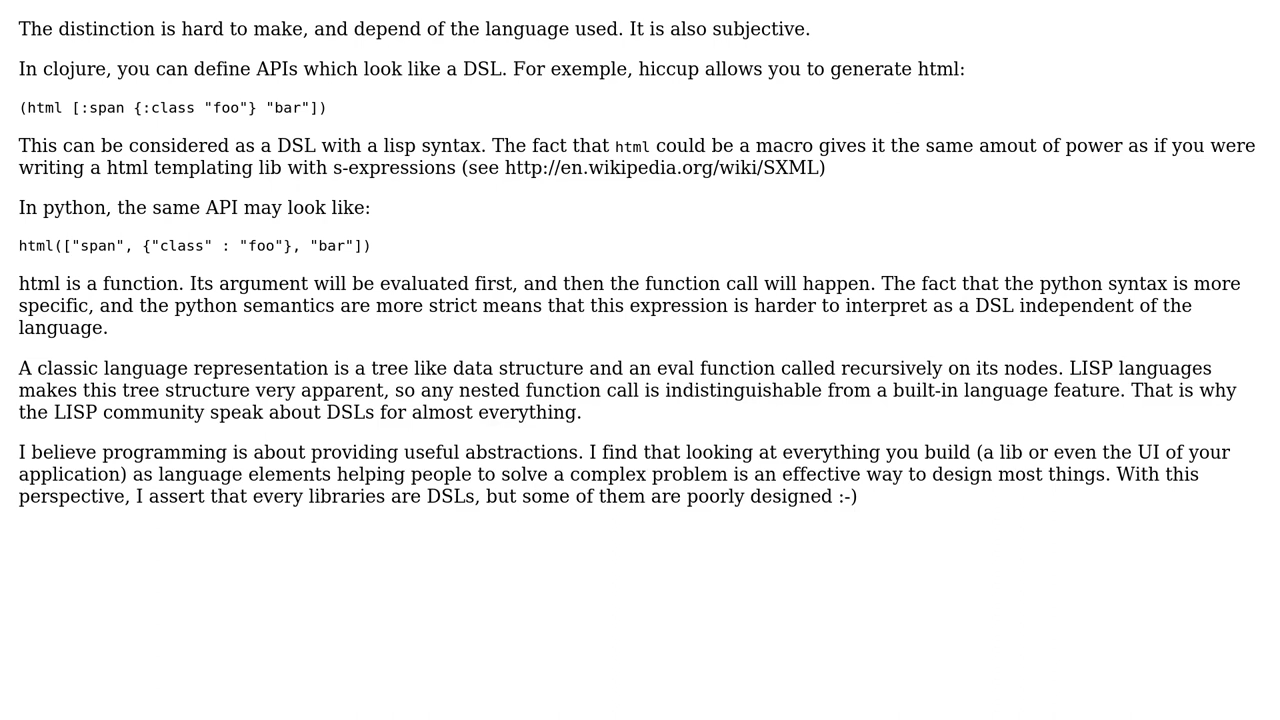 The distinction is hard to make, and depend of the language used. It is also subjective.
In clojure, you can define APIs which look like a DSL. For exemple, hiccup allows you to generate html:
(html [:span {:class "foo"} "bar"])
This can be considered as a DSL with a lisp syntax. The fact that html could be a macro gives it the same amout of power as if you were
writing a html templating lib with s-expressions (see http://en.wikipedia.org/wiki/SXML)
In python, the same API may look like:
html(["span", {"class" : "foo"}, "bar"])
html is a function. Its argument will be evaluated first, and then the function call will happen. The fact that the python syntax is more
specific, and the python semantics are more strict means that this expression is harder to interpret as a DSL independent of the
language.
A classic language representation is a tree like data structure and an eval function called recursively on its nodes. LISP languages
makes this tree structure very apparent, so any nested function call is indistinguishable from a built-in language feature. That is why
the LISP community speak about DSLs for almost everything.
I believe programming is about providing useful abstractions. I find that looking at everything you build (a lib or even the UI of your
application) as language elements helping people to solve a complex problem is an effective way to design most things. With this
perspective, I assert that every libraries are DSLs, but some of them are poorly designed :-)